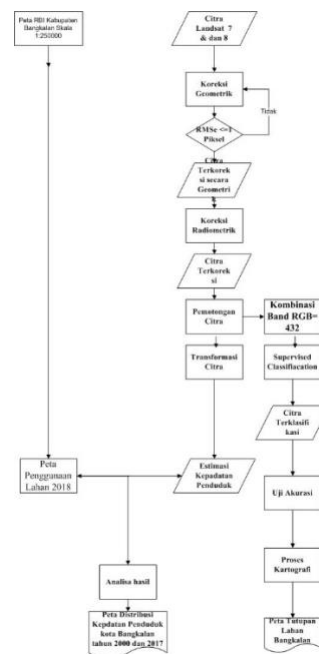 Peta RBI Kabupaten
Bangkalan Skala
1:250000
Citra
Landsat 7
& dan 8
Koreksi
Geometrik
Tidak
RMSe <=1
Piksel
Citra
Terkorek
si secara
Geometri
k
Koreksi
Radiometrik
Citra
Terkorek
si
Pemotongan
Citra
Kombinasi
Band RGB=
432
Transformasi
Citra
Supervised
Classifiacation
Citra
Terklasifi
kasi
Peta
Penggunaan
Lahan 2018
Estimasi
Kepadatan
Penduduk
Uji Akurasi
Proses
Kartografi
Analisa hasil
Peta Distribusi
Kepdatan Penduduk
kota Bangkalan
tahun 2000 dan 2017
Peta Tutupan
Lahan
Bangkalan